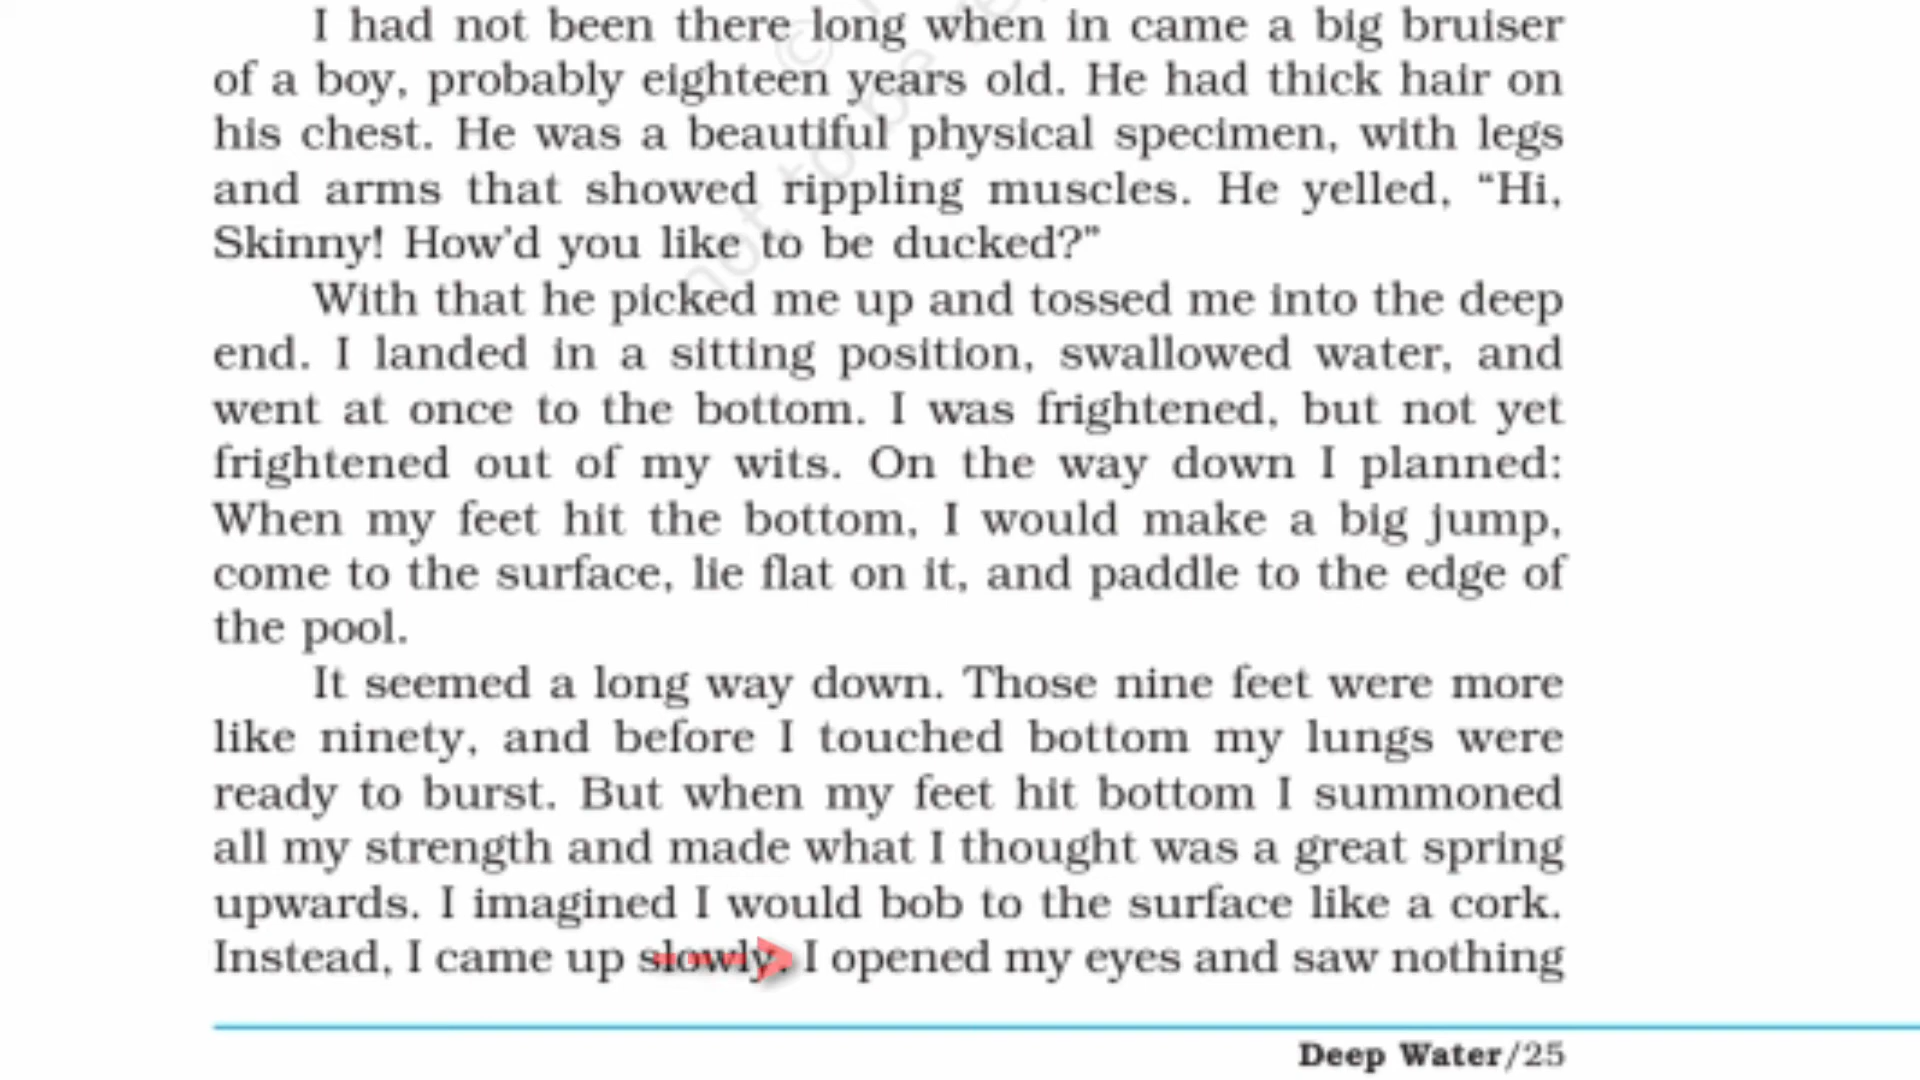 I had not been there long when in came a big bruiser
of a boy, probably eighteen years old. He had thick hair on
his chest. He was a beautiful physical specimen, with legs
and arms that showed rippling muscles. He yelled, “Hi,
Skinny! How’d you like to be ducked?”
With that he picked me up and tossed me into the deep
end. I landed in a sitting position, swallowed water, and
went at once to the bottom. I was frightened, but not yet
frightened out of my wits. On the way down I planned:
When my feet hit the bottom, I would make a big jump,
come to the surface, lie flat on it, and paddle to the edge of
the pool.
It seemed a long way down. Those nine feet were more
like ninety, and before I touched bottom my lungs were
ready to burst. But when my feet hit bottom I summoned
all my strength and made what I thought was a great spring
upwards. I imagined I would bob to the surface like a cork.
Instead, I came up slowly. I opened my eyes and saw nothing
Deep Water/25
not to be